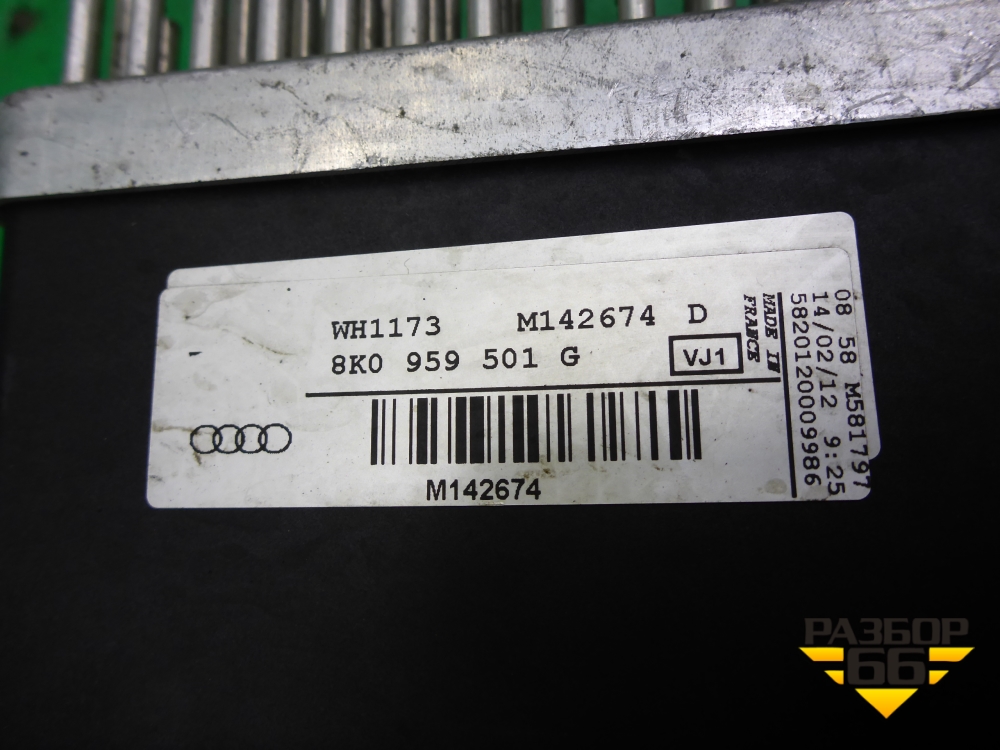 WH1173 M142674 D
8K0 959 501 G VJ1
MADE IN
FRANCE
M142674
08 58 M581797
14/02/12 9:25
5820120009986
РАЗБОР
66